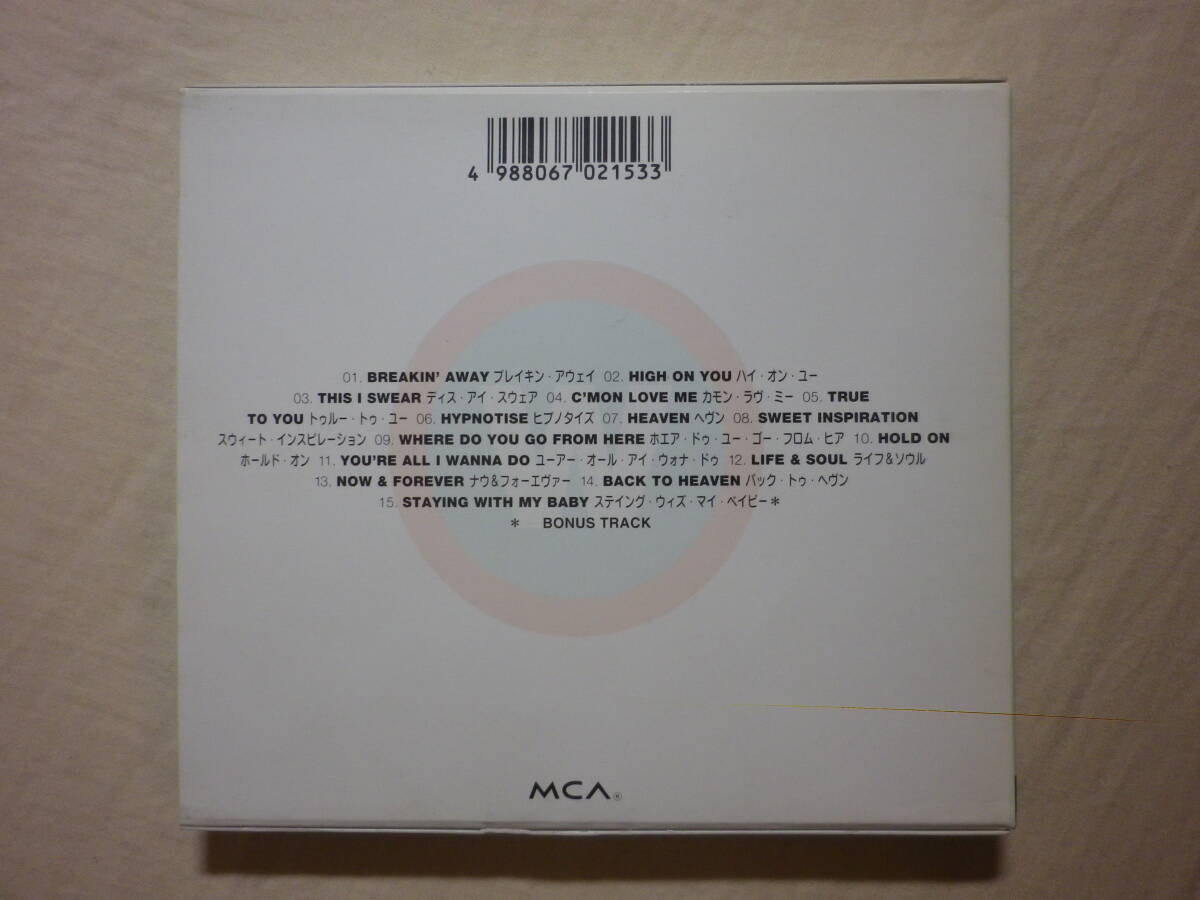 4 988067 021533
01. BREAKIN' AWAY ブレイキン・アウェイ 02. HIGH ON YOU ハイ・オン・ユー
03. THIS I SWEAR ディス・アイ・スウェア 04. C'MON LOVE ME カモン・ラヴ・ミー 05. TRUE
TO YOU トゥルー・トゥ・ユー 06. HYPNOTISE ヒプノタイズ 07. HEAVEN ヘヴン 08. SWEET INSPIRATION
スウィート・インスピレーション 09. WHERE DO YOU GO FROM HERE ホエア・ドゥ・ユー・ゴー・フロム・ヒア 10. HOLD ON
ホールド・オン 11. YOU'RE ALL I WANNA DO ユーアー・オール・アイ・ウォナ・ドゥ 12. LIFE & SOUL ライフ&ソウル
13. NOW & FOREVER ナウ&フォーエヴァー 14. BACK TO HEAVEN バック・トゥ・ヘヴン
15. STAYING WITH MY BABY ステイング・ウィズ・マイ・ベイビー＊
＊ BONUS TRACK
MCA®